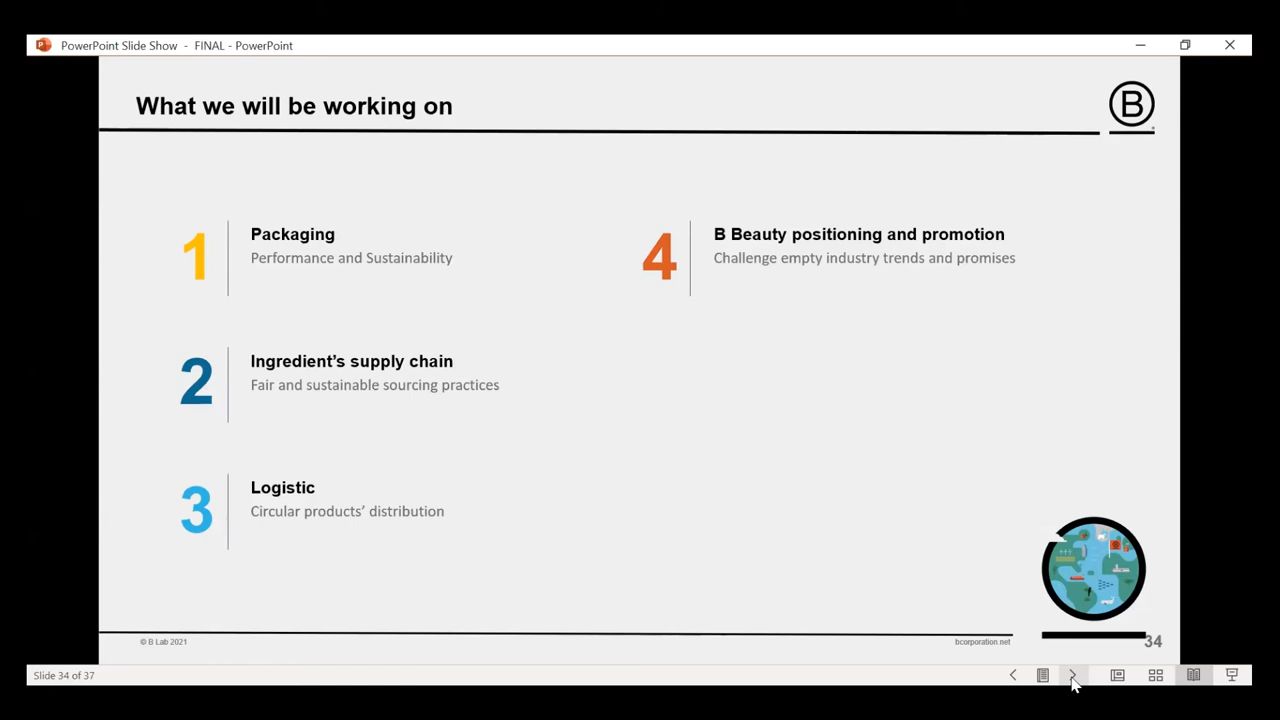 PowerPoint Slide Show - FINAL - PowerPoint
What we will be working on
B
1
Packaging
Performance and Sustainability
2
Ingredient’s supply chain
Fair and sustainable sourcing practices
3
Logistic
Circular products’ distribution
4
B Beauty positioning and promotion
Challenge empty industry trends and promises
© B Lab 2021
bcorporation.net
34
Slide 34 of 37